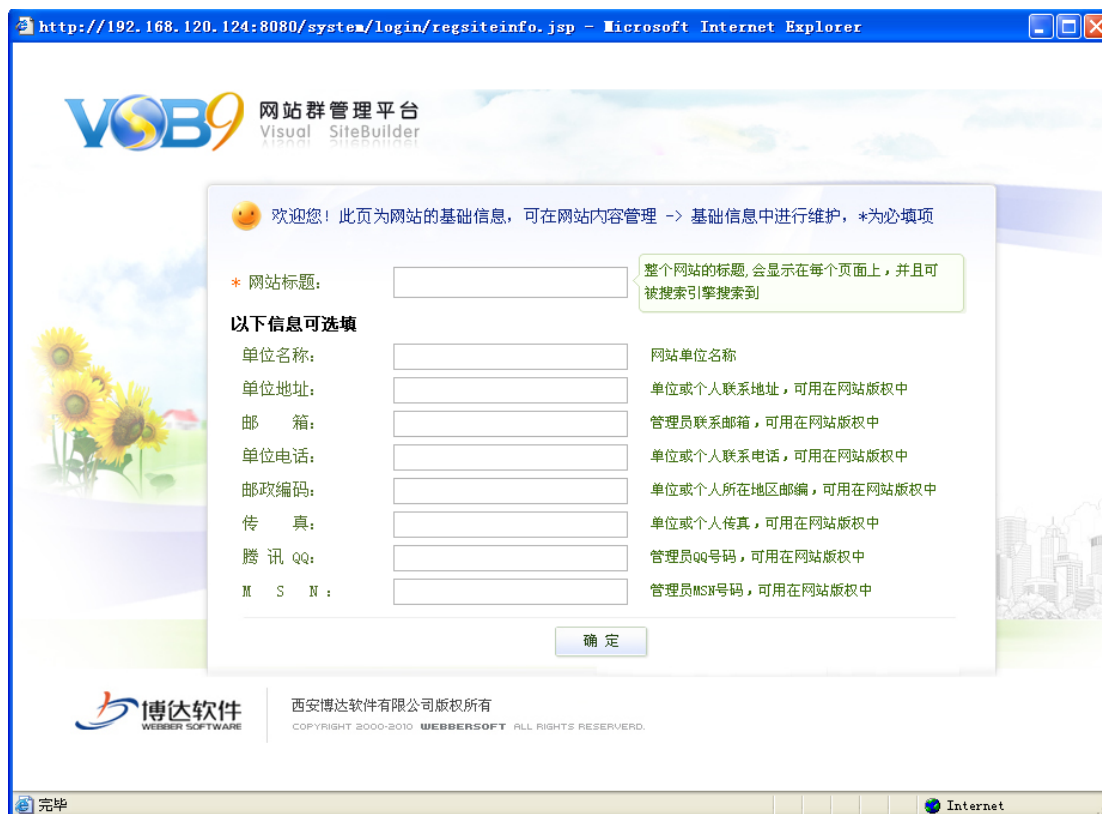 http://192.168.120.124:8080/system/login/regsiteinfo.jsp - Microsoft Internet Explorer
VSB9 网站群管理平台
Visual SiteBuilder
欢迎您！此页为网站的基础信息，可在网站内容管理 -> 基础信息中进行维护，*为必填项
* 网站标题：
整个网站的标题,会显示在每个页面上，并且可
被搜索引擎搜索到
以下信息可选填
单位名称： 网站单位名称
单位地址： 单位或个人联系地址，可用在网站版权中
邮 箱： 管理员联系邮箱，可用在网站版权中
单位电话： 单位或个人联系电话，可用在网站版权中
邮政编码： 单位或个人所在地区邮编，可用在网站版权中
传 真： 单位或个人传真，可用在网站版权中
腾 讯 QQ： 管理员QQ号码，可用在网站版权中
M S N： 管理员MSN号码，可用在网站版权中
确 定
博达软件
WEBBER SOFTWARE
西安博达软件有限公司版权所有
COPYRIGHT 2000-2010 WEBBERSOFT ALL RIGHTS RESERVERD.
完毕 Internet